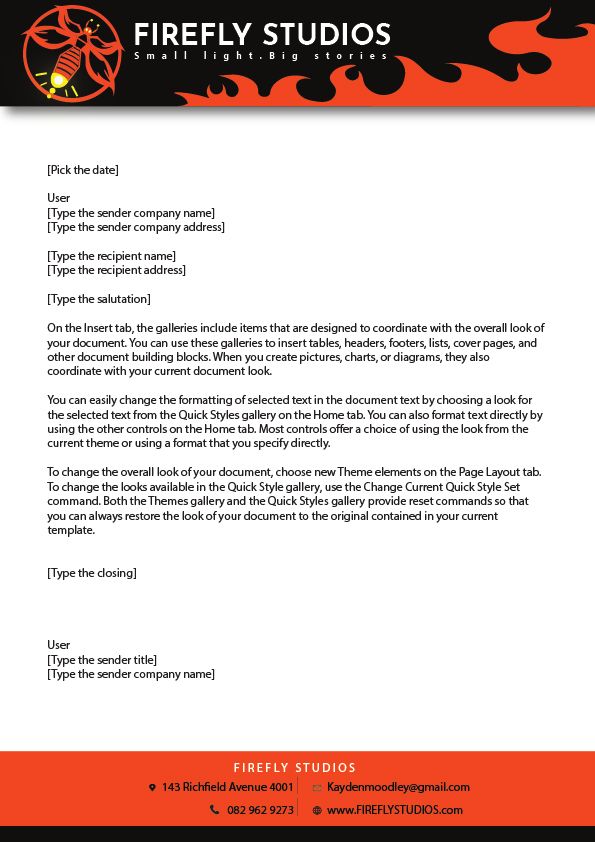 FIREFLY STUDIOS
Small light.Big stories
[Pick the date]
User
[Type the sender company name]
[Type the sender company address]
[Type the recipient name]
[Type the recipient address]
[Type the salutation]
On the Insert tab, the galleries include items that are designed to coordinate with the overall look of
your document. You can use these galleries to insert tables, headers, footers, lists, cover pages, and
other document building blocks. When you create pictures, charts, or diagrams, they also
coordinate with your current document look.
You can easily change the formatting of selected text in the document text by choosing a look for
the selected text from the Quick Styles gallery on the Home tab. You can also format text directly by
using the other controls on the Home tab. Most controls offer a choice of using the look from the
current theme or using a format that you specify directly.
To change the overall look of your document, choose new Theme elements on the Page Layout tab.
To change the looks available in the Quick Style gallery, use the Change Current Quick Style Set
command. Both the Themes gallery and the Quick Styles gallery provide reset commands so that
you can always restore the look of your document to the original contained in your current
template.
[Type the closing]
User
[Type the sender title]
[Type the sender company name]
FIREFLY STUDIOS
143 Richfield Avenue 4001 Kaydenmoodley@gmail.com
082 962 9273 www.FIREFLYSTUDIOS.com